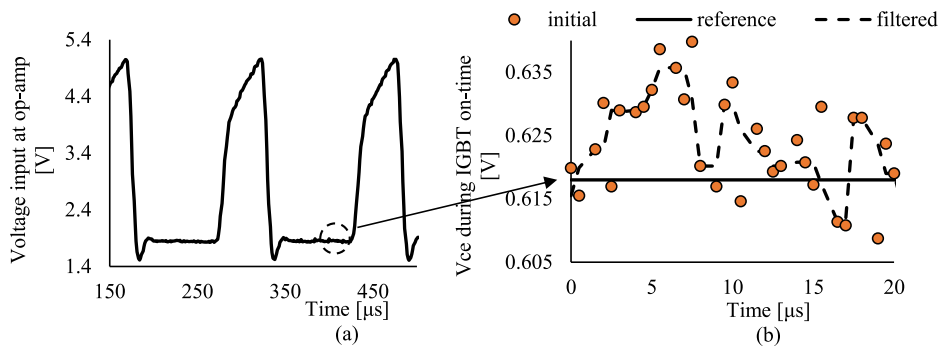 initial reference filtered
Voltage input at op-amp
[V]
5.4
4.4
3.4
2.4
1.4
150 250 350 450
Time [μs]
(a)
Vce during IGBT on-time
[V]
0.635
0.625
0.615
0.605
0 5 10 15 20
Time [μs]
(b)